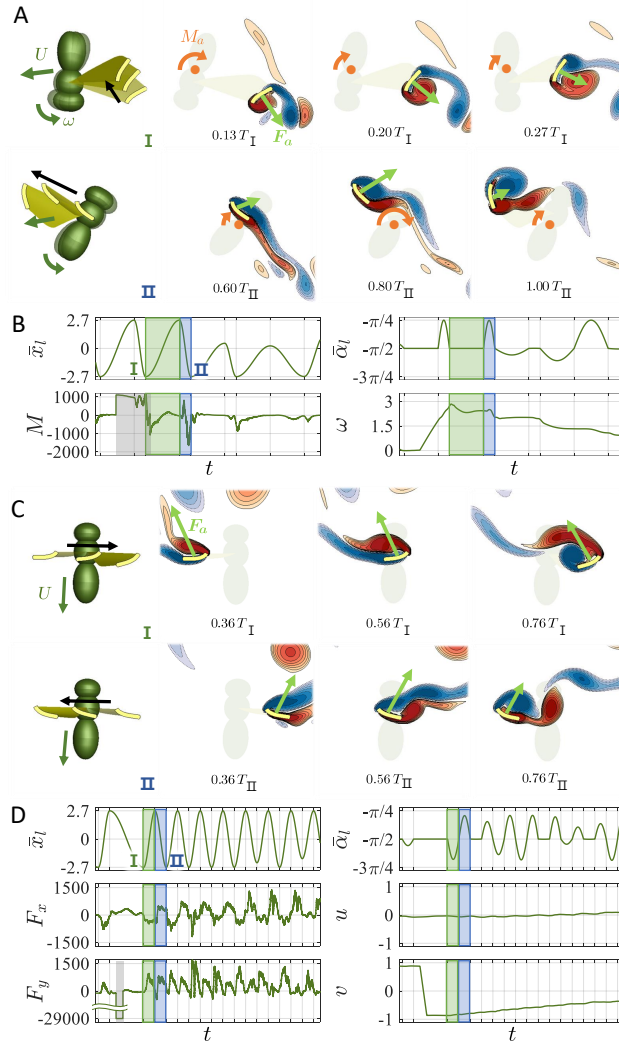 A
U
ω
I
M_a
F_a
0.13 T_I
0.20 T_I
0.27 T_I
II
0.60 T_II
0.80 T_II
1.00 T_II
B
x̄_l
2.7
0
-2.7
I
II
ᾱ_l
-π/4
-π/2
-3π/4
M
1000
0
-1000
-2000
t
ω
3
1.5
0
t
C
U
I
F_a
0.36 T_I
0.56 T_I
0.76 T_I
II
0.36 T_II
0.56 T_II
0.76 T_II
D
x̄_l
2.7
0
-2.7
I
II
ᾱ_l
-π/4
-π/2
-3π/4
F_x
1500
0
-1500
u
1
0
-1
F_y
1500
0
-29000
t
v
1
0
-1
t